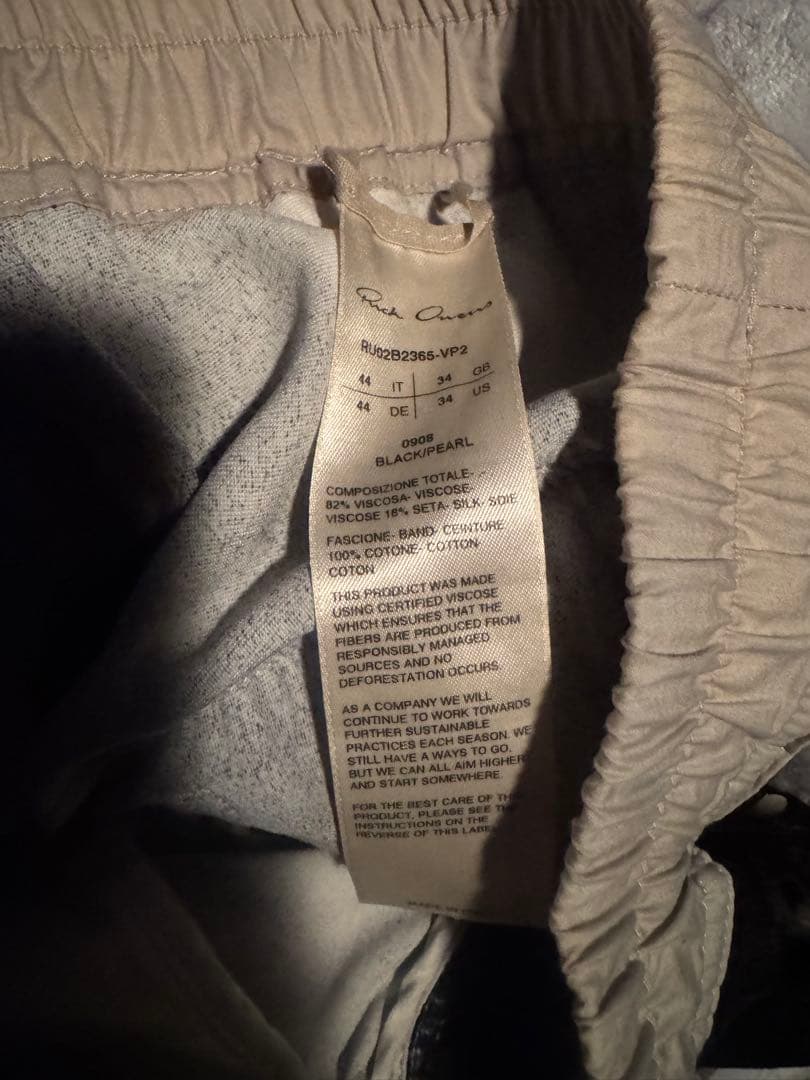 Rick Owens
RU02B2365-VP2
44 IT 34 GB
44 DE 34 US
0908
BLACK/PEARL
COMPOSIZIONE TOTALE-
82% VISCOSA- VISCOSE-
VISCOSE 18% SETA- SILK- SOIE
FASCIONE- BAND- CEINTURE
100% COTONE- COTTON-
COTON
THIS PRODUCT WAS MADE
USING CERTIFIED VISCOSE
WHICH ENSURES THAT THE
FIBERS ARE PRODUCED FROM
RESPONSIBLY MANAGED
SOURCES AND NO
DEFORESTATION OCCURS.
AS A COMPANY WE WILL
CONTINUE TO WORK TOWARDS
FURTHER SUSTAINABLE
PRACTICES EACH SEASON. WE
STILL HAVE A WAYS TO GO.
BUT WE CAN ALL AIM HIGHER
AND START SOMEWHERE.
FOR THE BEST CARE OF THIS
PRODUCT, PLEASE SEE THE
INSTRUCTIONS ON THE
REVERSE OF THIS LABEL
MADE IN